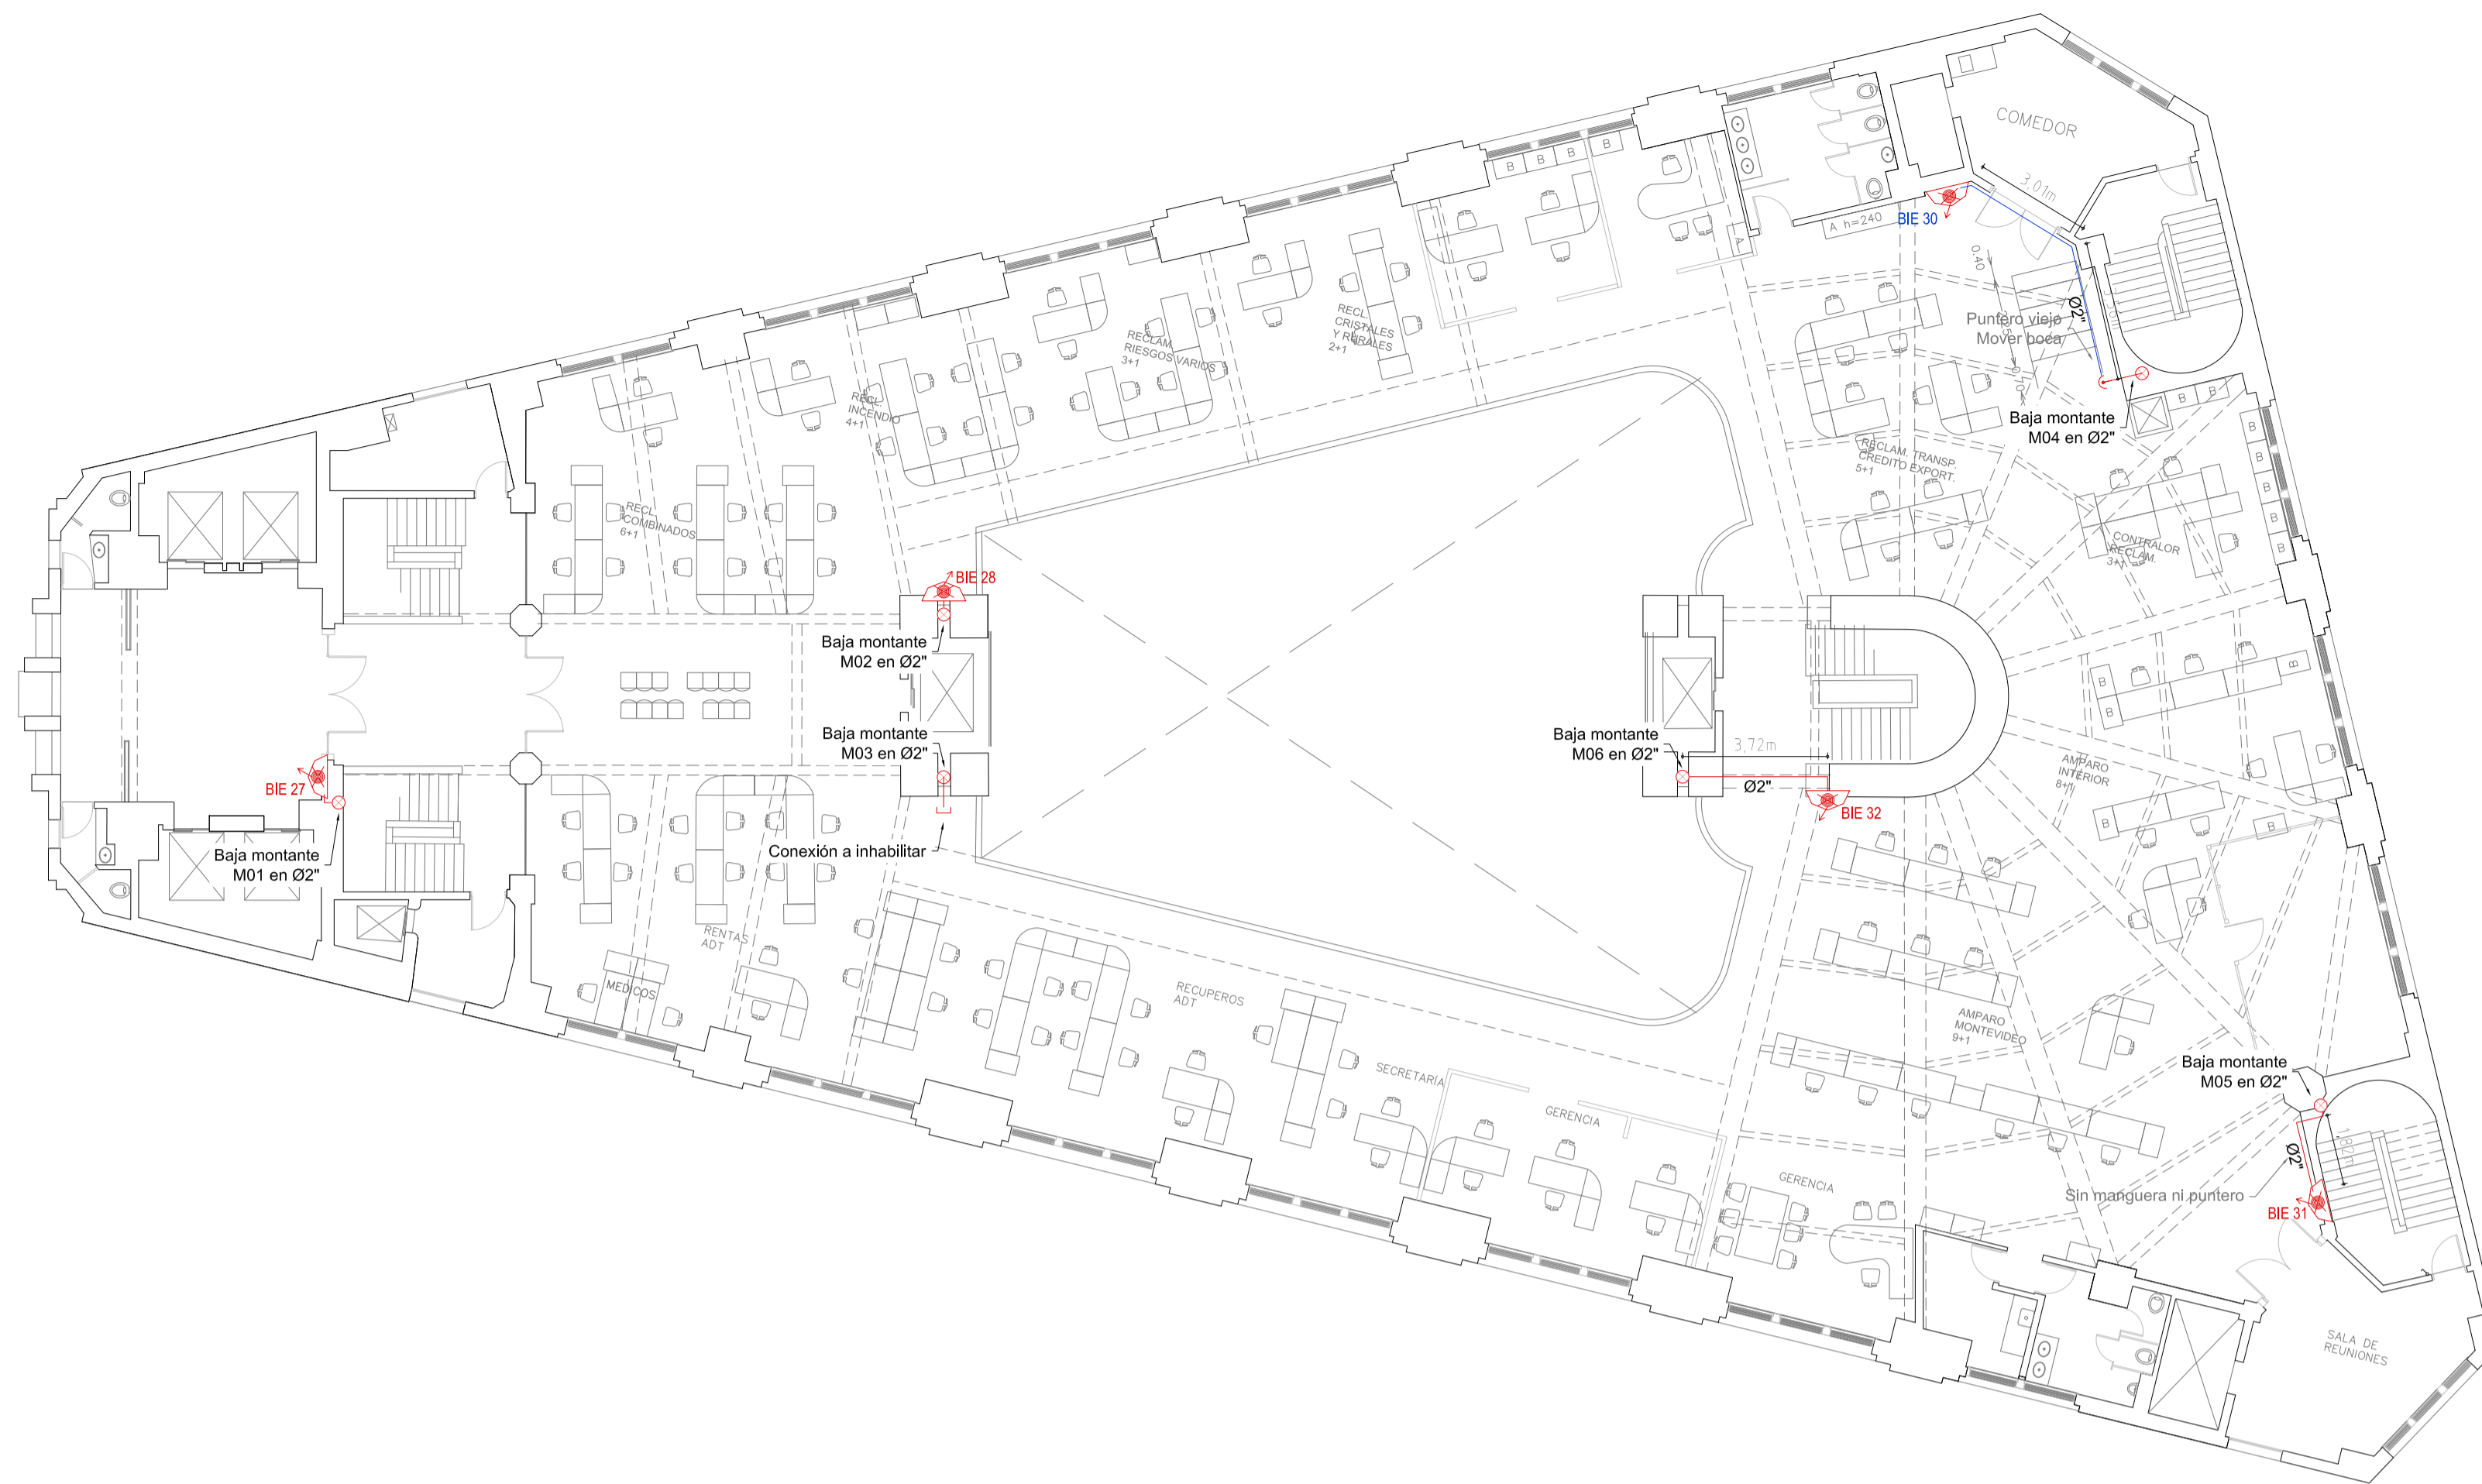 COMEDOR
3,01m
BIE 30
A h=240
A
B
B
B
B
0.40
Ø2"
Puntero viejo
Mover boca
Baja montante
M04 en Ø2"
B
B
B
B
B
B
B
B
RECL.
CRISTALES
Y RURALES
2+1
RECLAM.
RIESGOS VARIOS
3+1
RECL.
INCENDIO
4+1
RECLAM. TRANSP.
CREDITO EXPORT.
5+1
RECL.
COMBINADOS
6+1
CONTRALOR
RECLAM.
3+1
BIE 28
Baja montante
M02 en Ø2"
B
B
B
Baja montante
M03 en Ø2"
Baja montante
M06 en Ø2"
3,72m
Ø2"
BIE 32
AMPARO
INTERIOR
8+1
B
B
BIE 27
Baja montante
M01 en Ø2"
Conexión a inhabilitar
RENTAS
ADT
MEDICOS
RECUPEROS
ADT
SECRETARÍA
GERENCIA
AMPARO
MONTEVIDEO
9+1
GERENCIA
Baja montante
M05 en Ø2"
1,82m
Ø2"
Sin manguera ni puntero
BIE 31
SALA DE
REUNIONES